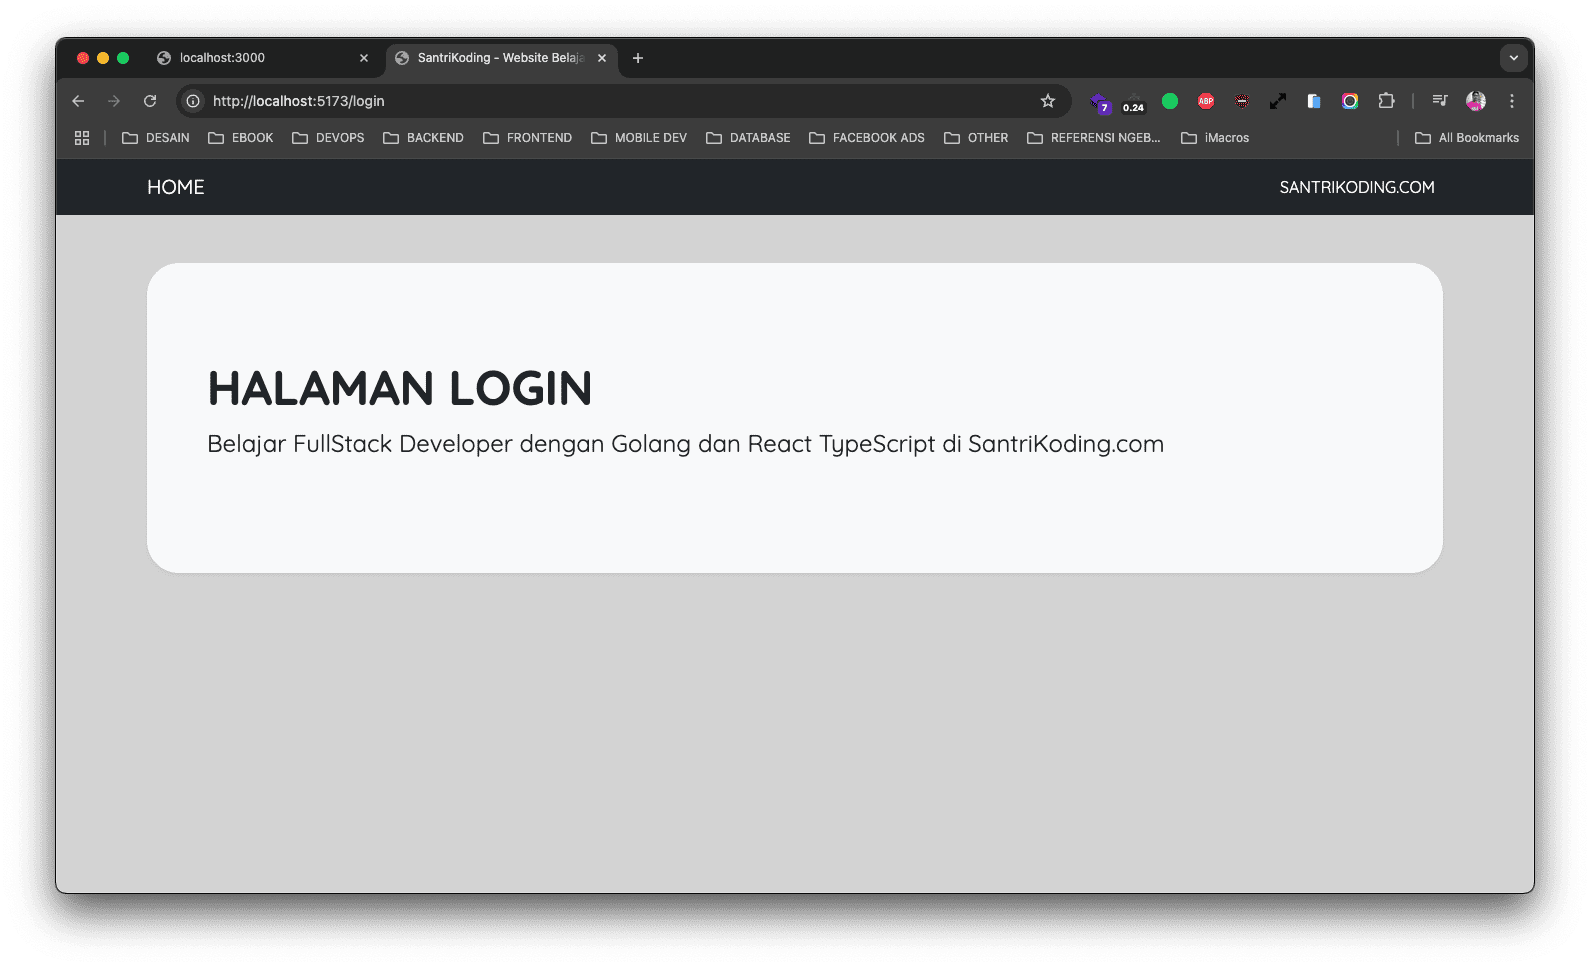 localhost:3000
SantriKoding - Website Belaja
http://localhost:5173/login
7
0.24
ABP
DESAIN
EBOOK
DEVOPS
BACKEND
FRONTEND
MOBILE DEV
DATABASE
FACEBOOK ADS
OTHER
REFERENSI NGEB...
iMacros
All Bookmarks
HOME
SANTRIKODING.COM
HALAMAN LOGIN
Belajar FullStack Developer dengan Golang dan React TypeScript di SantriKoding.com